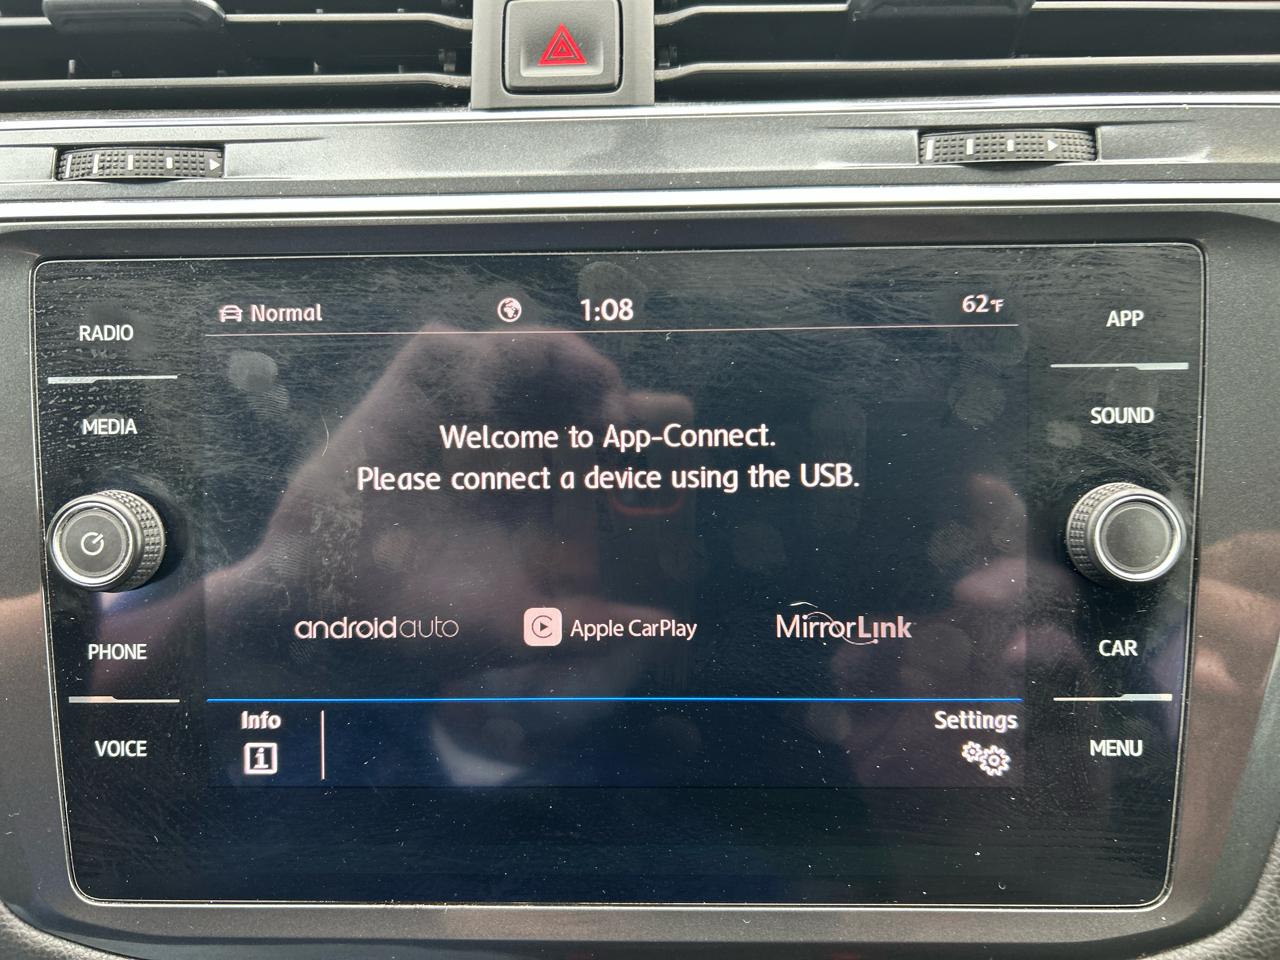 RADIO
MEDIA
PHONE
VOICE
Normal
1:08
62°F
Welcome to App-Connect.
Please connect a device using the USB.
androidauto
Apple CarPlay
MirrorLink
Info
i
Settings
APP
SOUND
CAR
MENU